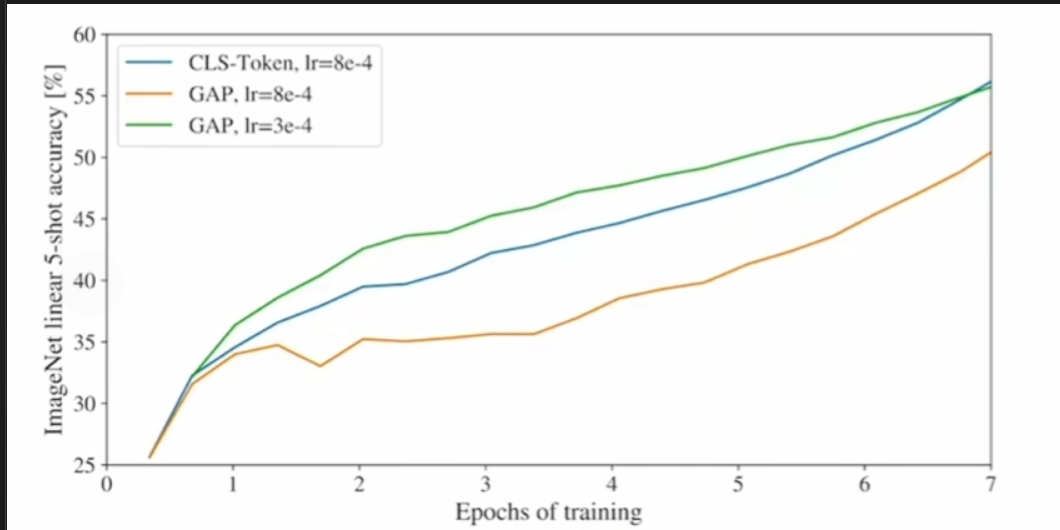 ImageNet linear 5-shot accuracy [%]
60
55
50
45
40
35
30
25
CLS-Token, lr=8e-4
GAP, lr=8e-4
GAP, lr=3e-4
0 1 2 3 4 5 6 7
Epochs of training